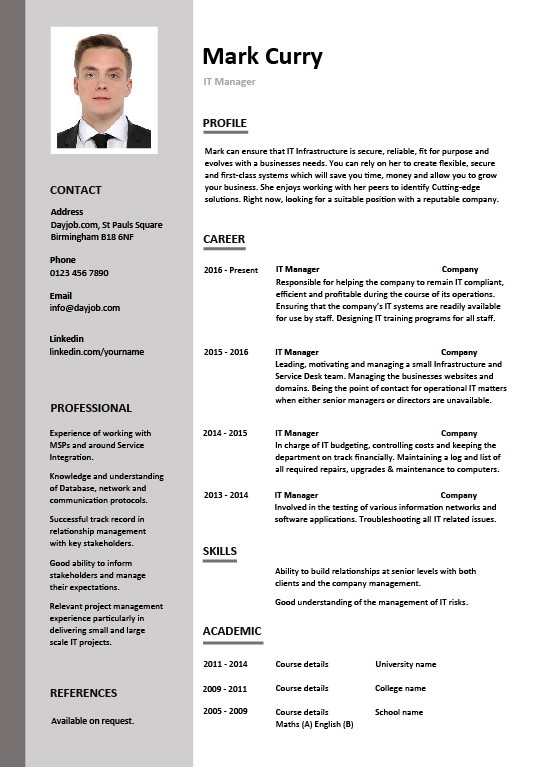 Mark Curry
IT Manager
CONTACT
Address
Dayjob.com, St Pauls Square
Birmingham B18 6NF
Phone
0123 456 7890
Email
info@dayjob.com
Linkedin
linkedin.com/yourname
PROFESSIONAL
Experience of working with
MSPs and around Service
Integration.
Knowledge and understanding
of Database, network and
communication protocols.
Successful track record in
relationship management
with key stakeholders.
Good ability to inform
stakeholders and manage
their expectations.
Relevant project management
experience particularly in
delivering small and large
scale IT projects.
REFERENCES
Available on request.
PROFILE
Mark can ensure that IT Infrastructure is secure, reliable, fit for purpose and
evolves with a businesses needs. You can rely on her to create flexible, secure
and first-class systems which will save you time, money and allow you to grow
your business. She enjoys working with her peers to identify Cutting-edge
solutions. Right now, looking for a suitable position with a reputable company.
CAREER
2016 - Present IT Manager Company
Responsible for helping the company to remain IT compliant,
efficient and profitable during the course of its operations.
Ensuring that the company's IT systems are readily available
for use by staff. Designing IT training programs for all staff.
2015 - 2016 IT Manager Company
Leading, motivating and managing a small Infrastructure and
Service Desk team. Managing the businesses websites and
domains. Being the point of contact for operational IT matters
when either senior managers or directors are unavailable.
2014 - 2015 IT Manager Company
In charge of IT budgeting, controlling costs and keeping the
department on track financially. Maintaining a log and list of
all required repairs, upgrades & maintenance to computers.
2013 - 2014 IT Manager Company
Involved in the testing of various information networks and
software applications. Troubleshooting all IT related issues.
SKILLS
Ability to build relationships at senior levels with both
clients and the company management.
Good understanding of the management of IT risks.
ACADEMIC
2011 - 2014 Course details University name
2009 - 2011 Course details College name
2005 - 2009 Course details School name
Maths (A) English (B)